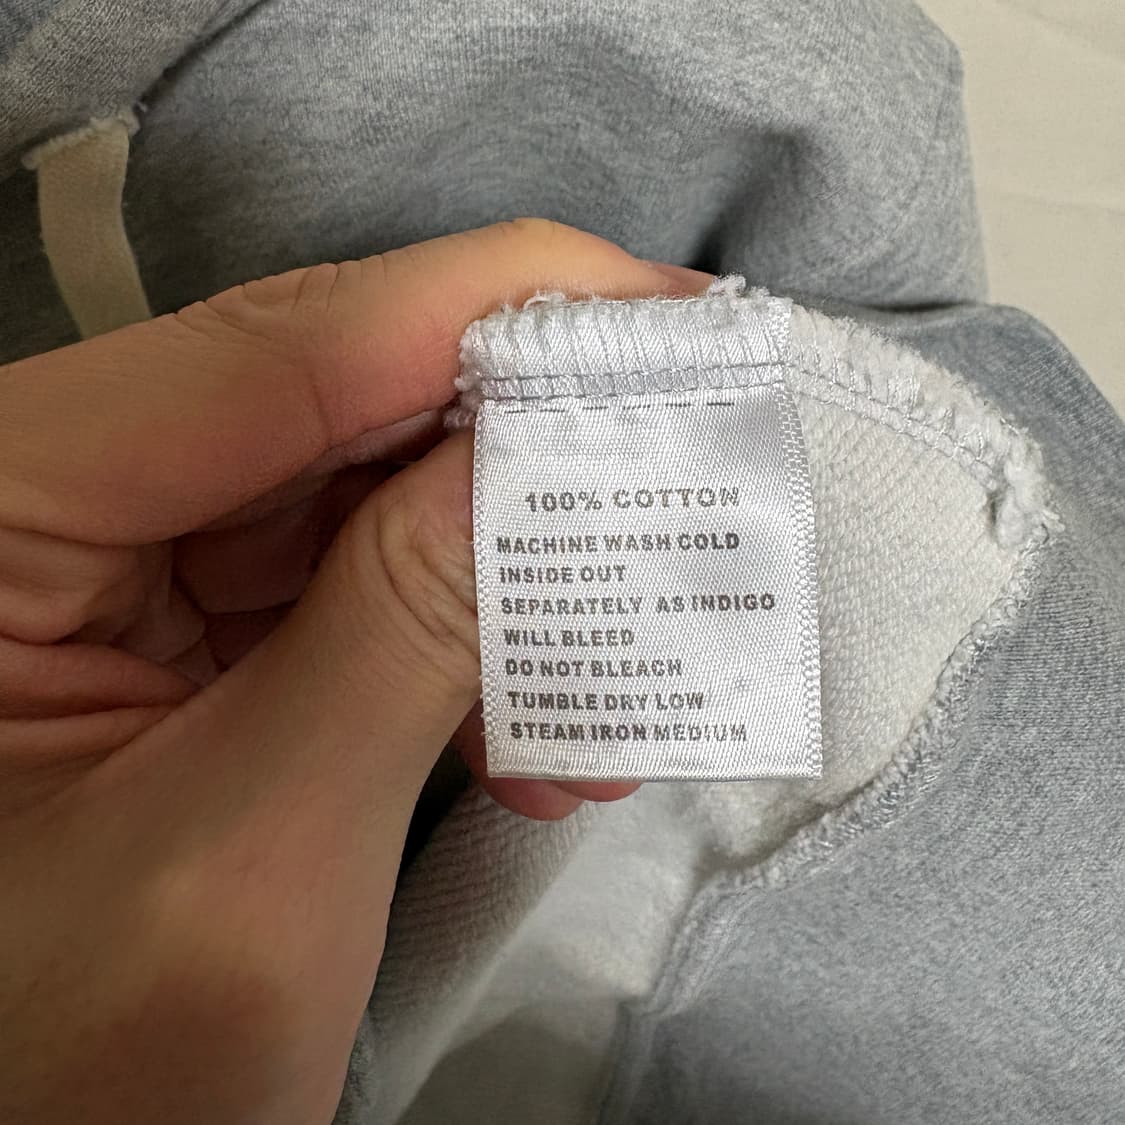 100% COTTON
MACHINE WASH COLD
INSIDE OUT
SEPARATELY AS INDIGO
WILL BLEED
DO NOT BLEACH
TUMBLE DRY LOW
STEAM IRON MEDIUM